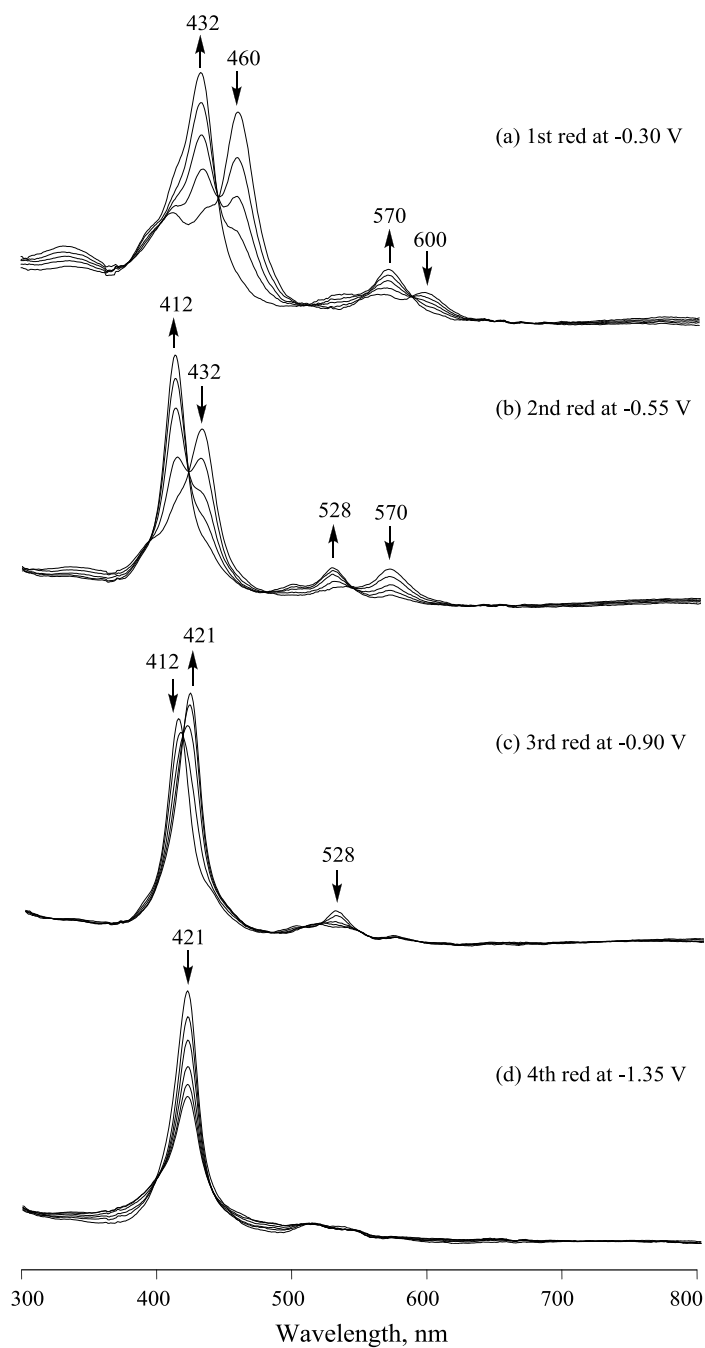 432
460
(a) 1st red at -0.30 V
570
600
412
432
(b) 2nd red at -0.55 V
528
570
421
412
(c) 3rd red at -0.90 V
528
421
(d) 4th red at -1.35 V
300 400 500 600 700 800
Wavelength, nm